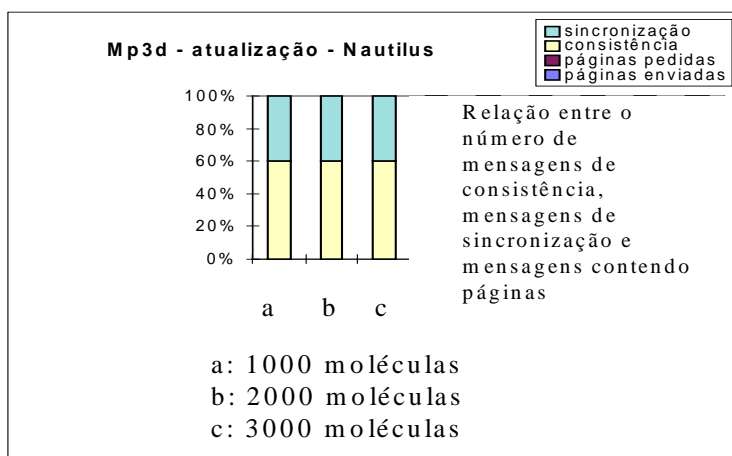 Mp3d - atualização - Nautilus
sincronização
consistência
páginas pedidas
páginas enviadas
100%
80%
60%
40%
20%
0%
a b c
Relação entre o
número de
mensagens de
consistência,
mensagens de
sincronização e
mensagens contendo
páginas
a: 1000 moléculas
b: 2000 moléculas
c: 3000 moléculas